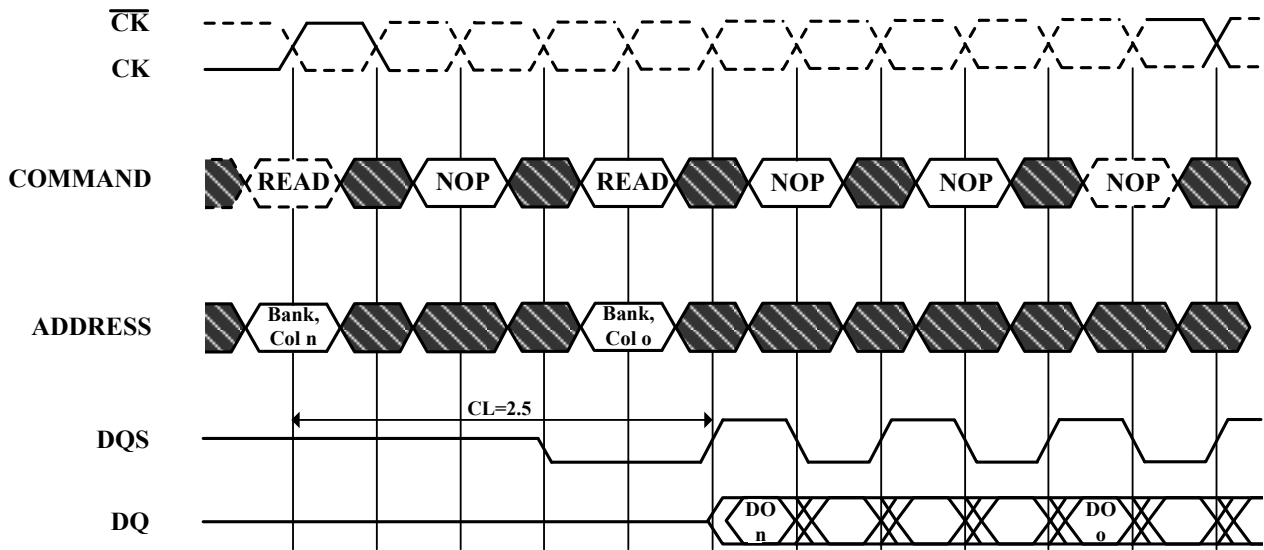 CK
CK
COMMAND
READ
NOP
READ
NOP
NOP
NOP
ADDRESS
Bank,
Col n
Bank,
Col o
CL=2.5
DQS
DQ
DO
n
DO
o